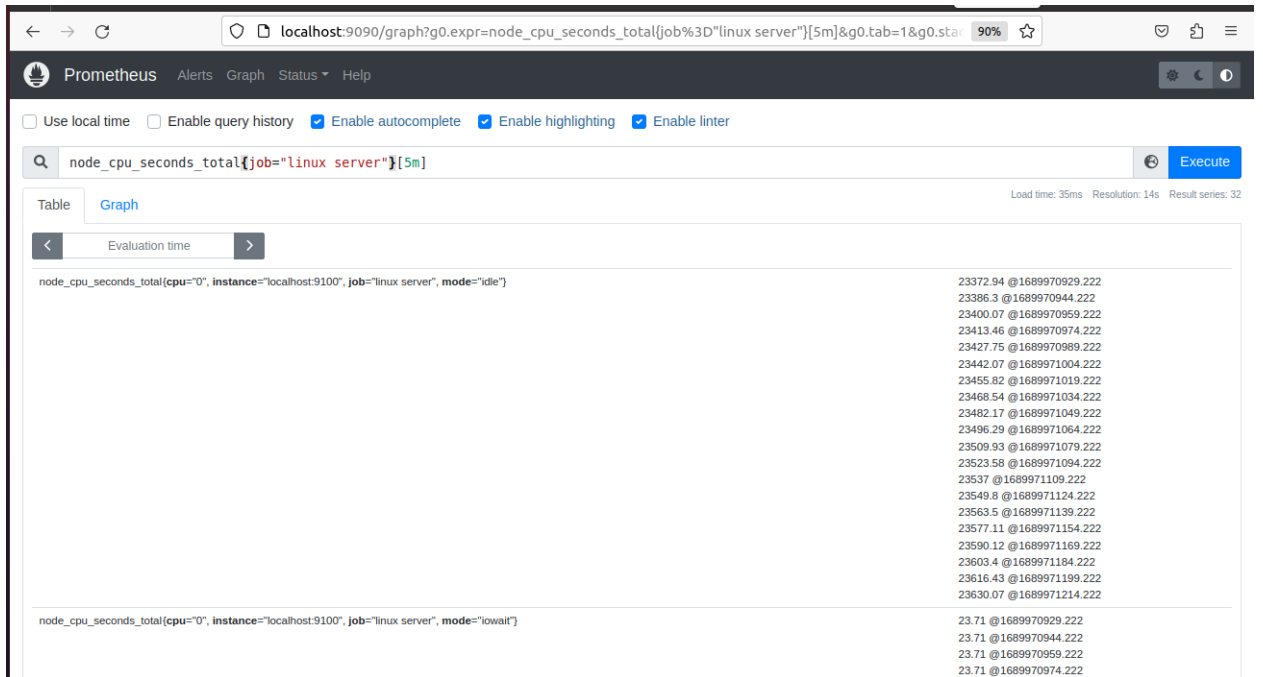 localhost:9090/graph?g0.expr=node_cpu_seconds_total{job%3D"linux server"}[5m]&g0.tab=1&g0.stac 90%
Prometheus Alerts Graph Status Help
Use local time Enable query history Enable autocomplete Enable highlighting Enable linter
node_cpu_seconds_total{job="linux server"}[5m] Execute
Table Graph Load time: 35ms Resolution: 14s Result series: 32
Evaluation time
node_cpu_seconds_total{cpu="0", instance="localhost:9100", job="linux server", mode="idle"} 23372.94 @1689970929.222
23386.3 @1689970944.222
23400.07 @1689970959.222
23413.46 @1689970974.222
23427.75 @1689970989.222
23442.07 @1689971004.222
23455.82 @1689971019.222
23468.54 @1689971034.222
23482.17 @1689971049.222
23496.29 @1689971064.222
23509.93 @1689971079.222
23523.58 @1689971094.222
23537 @1689971109.222
23549.8 @1689971124.222
23563.5 @1689971139.222
23577.11 @1689971154.222
23590.12 @1689971169.222
23603.4 @1689971184.222
23616.43 @1689971199.222
23630.07 @1689971214.222
node_cpu_seconds_total{cpu="0", instance="localhost:9100", job="linux server", mode="iowait"} 23.71 @1689970929.222
23.71 @1689970944.222
23.71 @1689970959.222
23.71 @1689970974.222